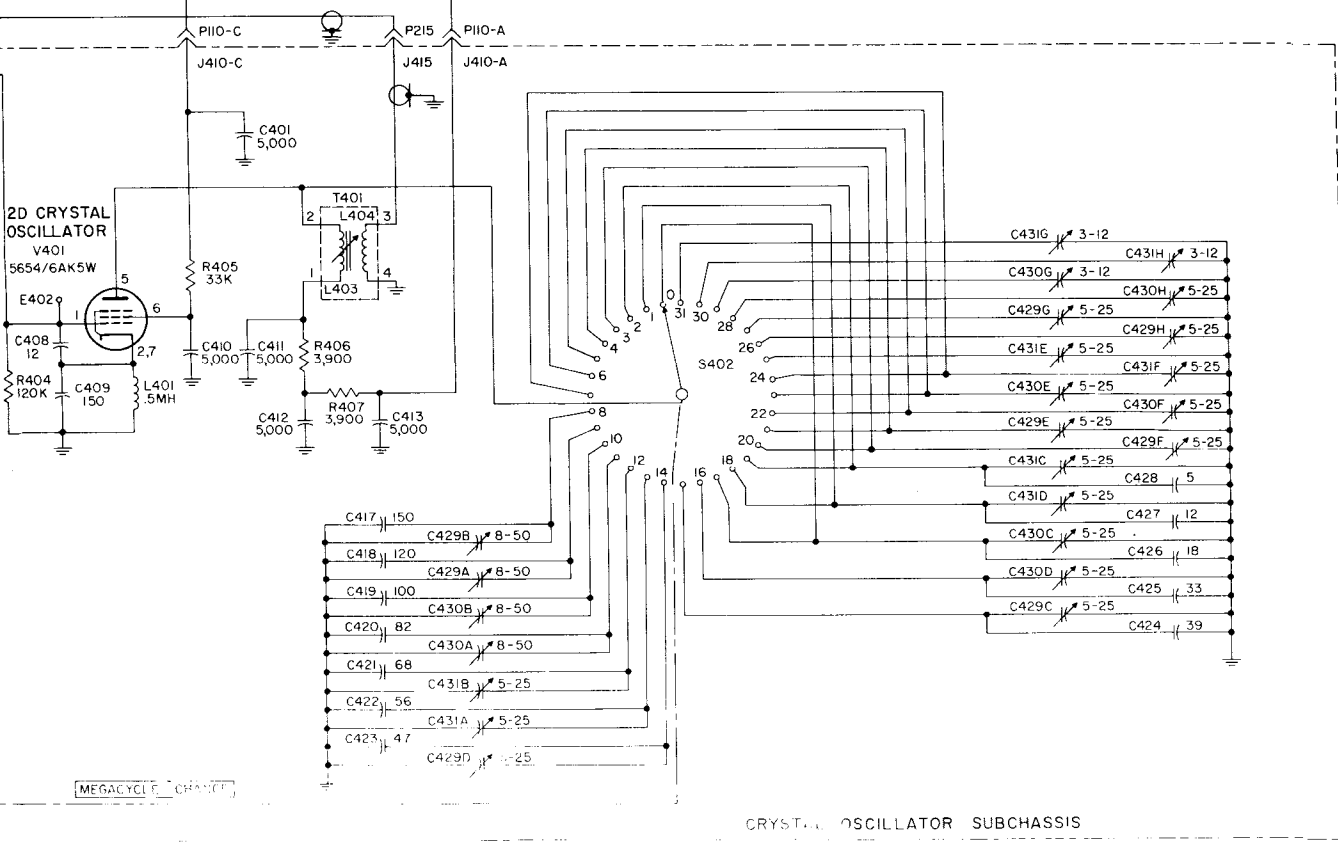 P110-C
P215
P110-A
J410-C
J415
J410-A
C401
5,000
2D CRYSTAL
OSCILLATOR
V401
5654/6AK5W
T401
2
L404
3
1
L403
4
R405
33K
E402
5
1
6
2,7
C408
12
R404
120K
C409
150
L401
.5MH
C410
5,000
C411
5,000
R406
3,900
R407
3,900
C412
5,000
C413
5,000
0
1
2
4
6
8
10
12
14
16
18
20
22
24
26
28
30
31
S402
C431G 3-12
C431H 3-12
C430G 3-12
C430H 5-25
C429G 5-25
C429H 5-25
C431E 5-25
C431F 5-25
C430E 5-25
C430F 5-25
C429E 5-25
C429F 5-25
C431C 5-25
C428 5
C431D 5-25
C427 12
C430C 5-25
C426 18
C430D 5-25
C425 33
C429C 5-25
C424 39
C417 150
C429B 8-50
C418 120
C429A 8-50
C419 100
C430B 8-50
C420 82
C430A 8-50
C421 68
C431B 5-25
C422 56
C431A 5-25
C423 47
C429D -25
MEGACYCLE CHANGE
OSCILLATOR SUBCHASSIS